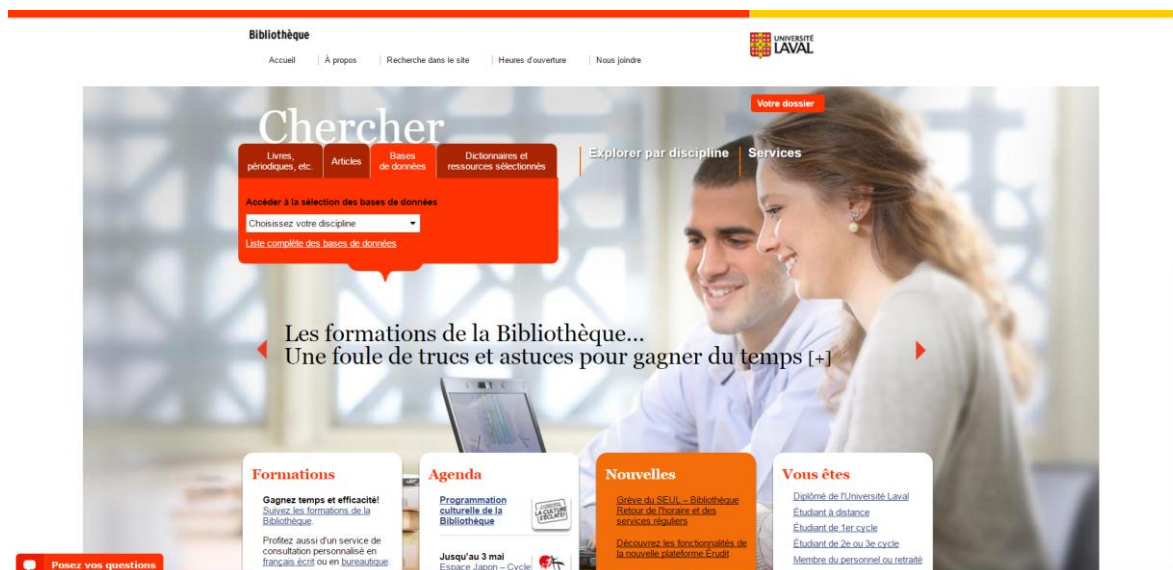 Bibliothèque
UNIVERSITÉ
LAVAL
Accueil
À propos
Recherche dans le site
Heures d'ouverture
Nous joindre
Votre dossier
Chercher
Livres,
périodiques, etc.
Articles
Bases
de données
Dictionnaires et
ressources sélectionnés
Explorer par discipline
Services
Accéder à la sélection des bases de données
Choisissez votre discipline
Liste complète des bases de données
Les formations de la Bibliothèque...
Une foule de trucs et astuces pour gagner du temps [+]
Formations
Gagnez temps et efficacité!
Suivez les formations de la
Bibliothèque.
Profitez aussi d'un service de
consultation personnalisé en
français écrit ou en bureautique.
Agenda
Programmation
culturelle de la
Bibliothèque
LA CULTURE
S'ÉCLATE!
Jusqu'au 3 mai
Espace Japon – Cycle
Nouvelles
Grève du SEUL – Bibliothèque
Retour de l'horaire et des
services réguliers
Découvrez les fonctionnalités de
la nouvelle plateforme Érudit
Vous êtes
Diplômé de l'Université Laval
Étudiant à distance
Étudiant de 1er cycle
Étudiant de 2e ou 3e cycle
Membre du personnel ou retraité
Posez vos questions